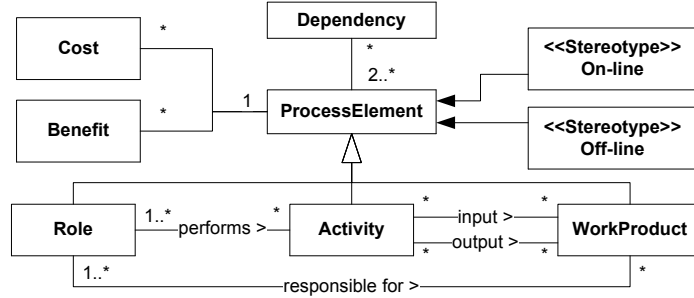 Dependency
Cost
*
*
<<Stereotype>>
On-line
2..*
1
ProcessElement
Benefit
*
<<Stereotype>>
Off-line
Role
1..*
performs >
*
Activity
*
input >
*
*
output >
*
WorkProduct
1..*
responsible for >
*